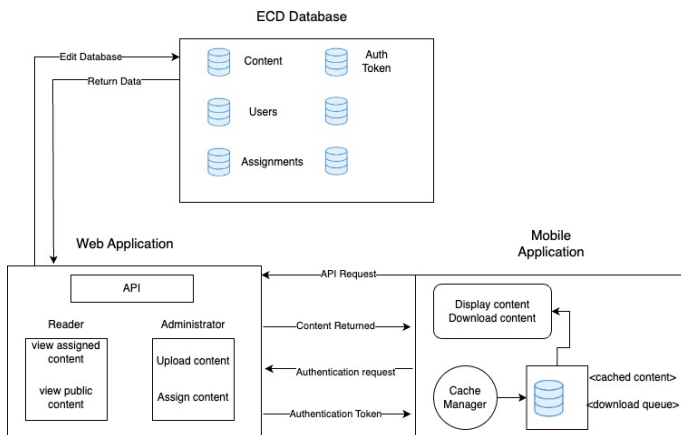 ECD Database
Edit Database
Return Data
Content
Auth
Token
Users
Assignments
Web Application
Mobile
Application
API
API Request
Reader
Administrator
view assigned
content
view public
content
Upload content
Assign content
Content Returned
Authentication request
Authentication Token
Display content
Download content
Cache
Manager
<cached content>
<download queue>